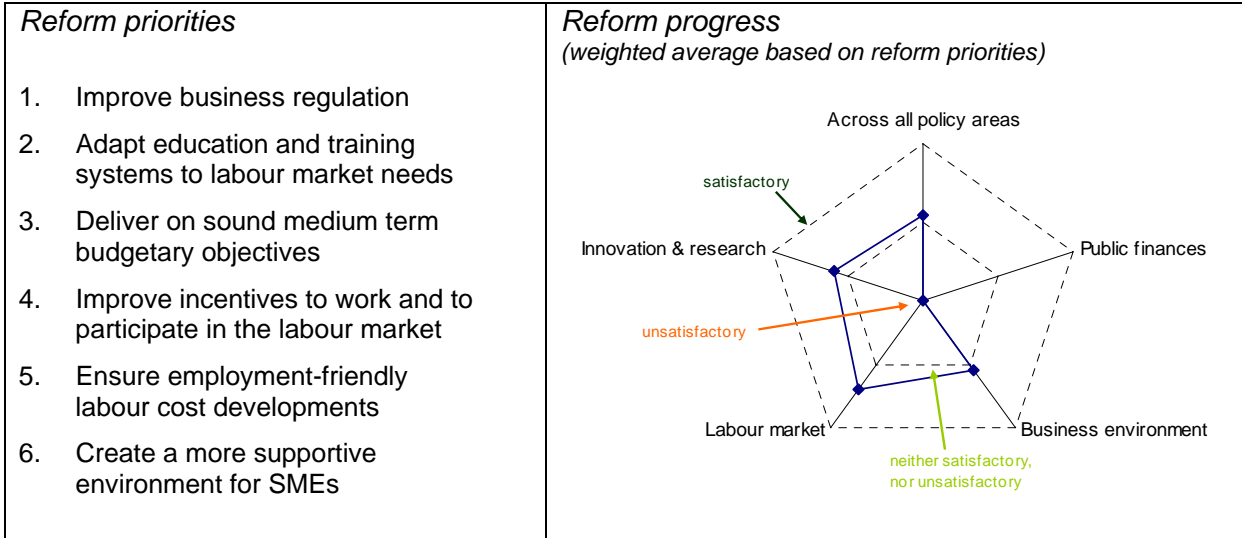 Reform priorities
1. Improve business regulation
2. Adapt education and training
systems to labour market needs
3. Deliver on sound medium term
budgetary objectives
4. Improve incentives to work and to
participate in the labour market
5. Ensure employment-friendly
labour cost developments
6. Create a more supportive
environment for SMEs
Reform progress
(weighted average based on reform priorities)
Across all policy areas
satisfactory
Innovation & research
Public finances
unsatisfactory
Labour market
Business environment
neither satisfactory,
nor unsatisfactory